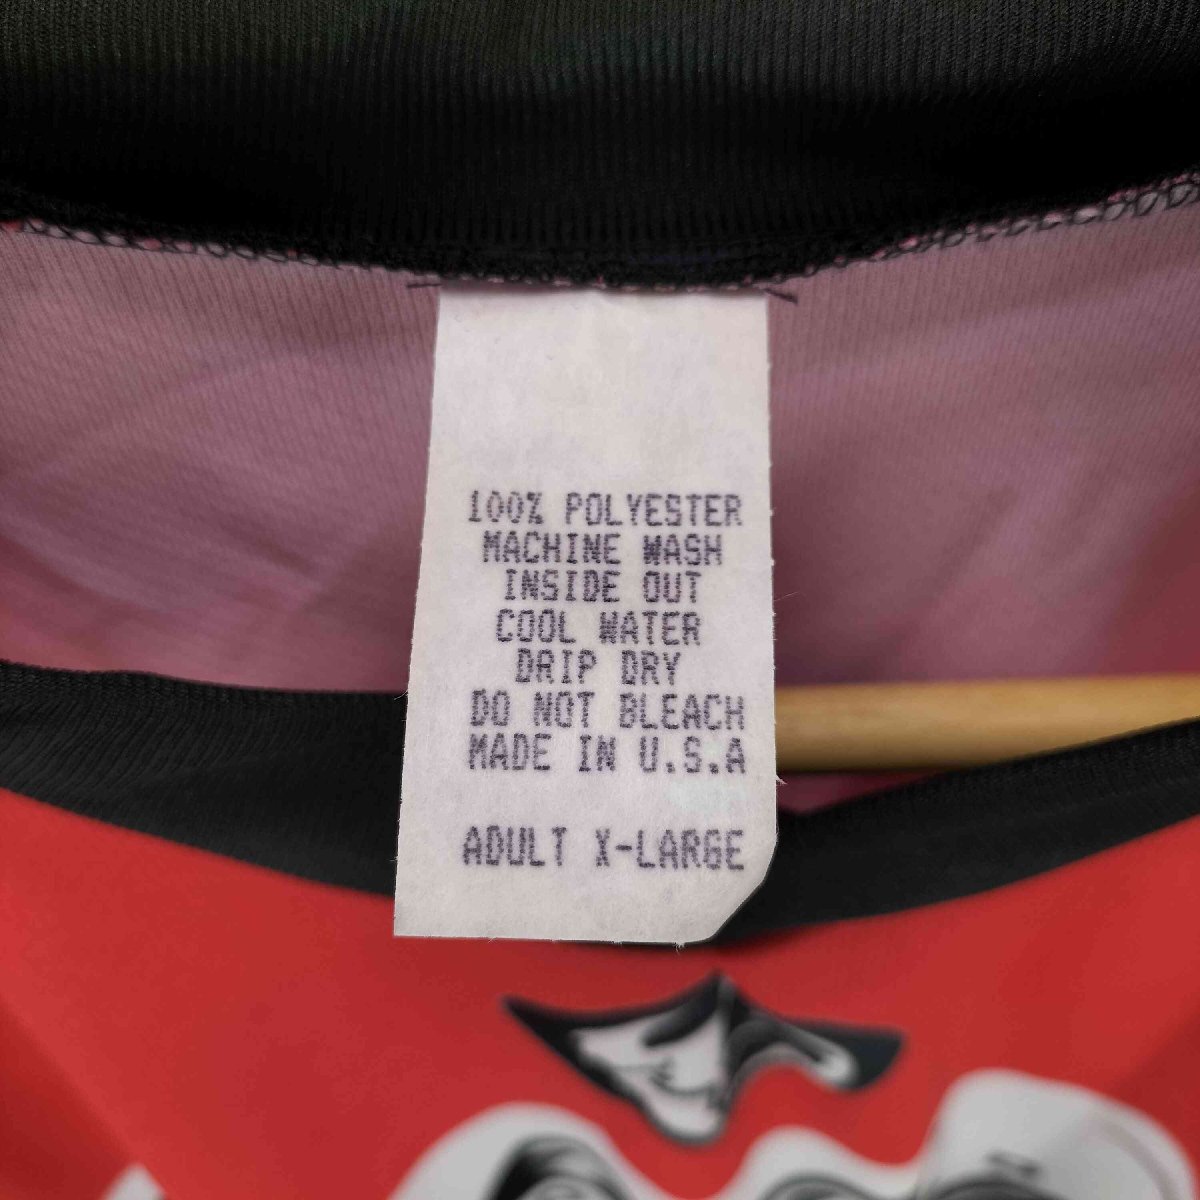 100% POLYESTER
MACHINE WASH
INSIDE OUT
COOL WATER
DRIP DRY
DO NOT BLEACH
MADE IN U.S.A
ADULT X-LARGE